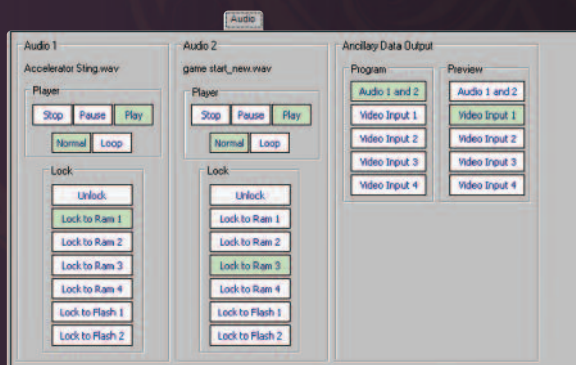 Audio
Audio 1
Accelerator Sting.wav
Player
Stop Pause Play
Normal Loop
Lock
Unlock
Lock to Ram 1
Lock to Ram 2
Lock to Ram 3
Lock to Ram 4
Lock to Flash 1
Lock to Flash 2
Audio 2
game start_new.wav
Player
Stop Pause Play
Normal Loop
Lock
Unlock
Lock to Ram 1
Lock to Ram 2
Lock to Ram 3
Lock to Ram 4
Lock to Flash 1
Lock to Flash 2
Ancillary Data Output
Program
Audio 1 and 2
Video Input 1
Video Input 2
Video Input 3
Video Input 4
Preview
Audio 1 and 2
Video Input 1
Video Input 2
Video Input 3
Video Input 4